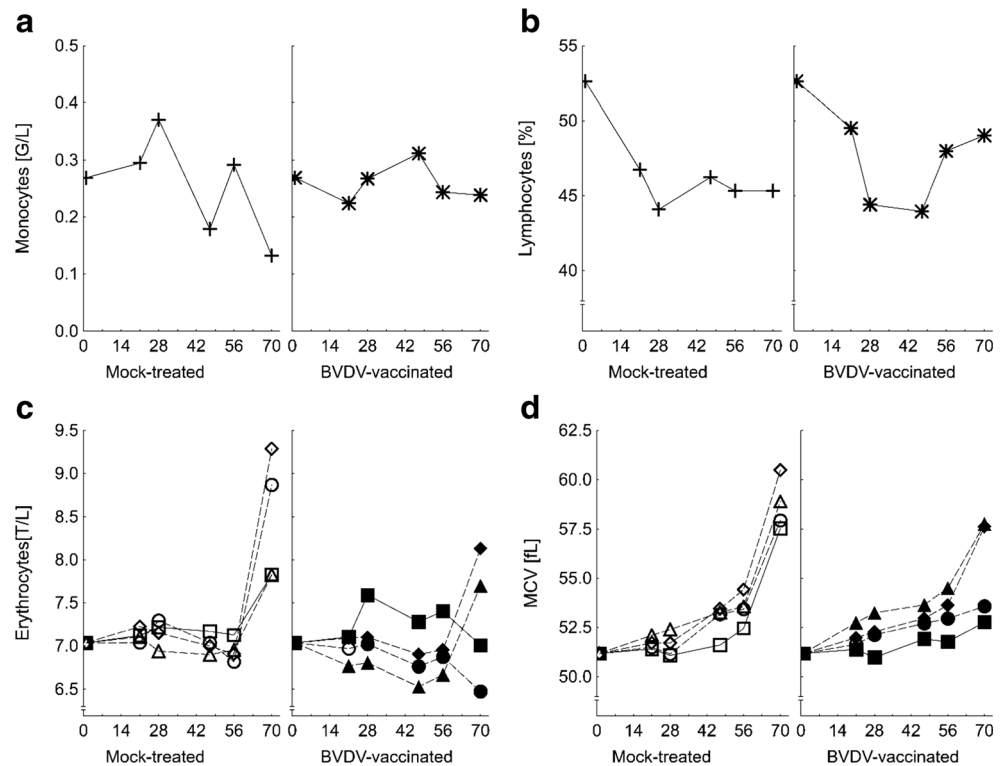 a
Monocytes [G/L]
0.5
0.4
0.3
0.2
0.1
0.0
0 14 28 42 56 70 0 14 28 42 56 70
Mock-treated BVDV-vaccinated
b
Lymphocytes [%]
55
50
45
40
0 14 28 42 56 70 0 14 28 42 56 70
Mock-treated BVDV-vaccinated
c
Erythrocytes[T/L]
9.5
9.0
8.5
8.0
7.5
7.0
6.5
0 14 28 42 56 70 0 14 28 42 56 70
Mock-treated BVDV-vaccinated
d
MCV [fL]
62.5
60.0
57.5
55.0
52.5
50.0
0 14 28 42 56 70 0 14 28 42 56 70
Mock-treated BVDV-vaccinated